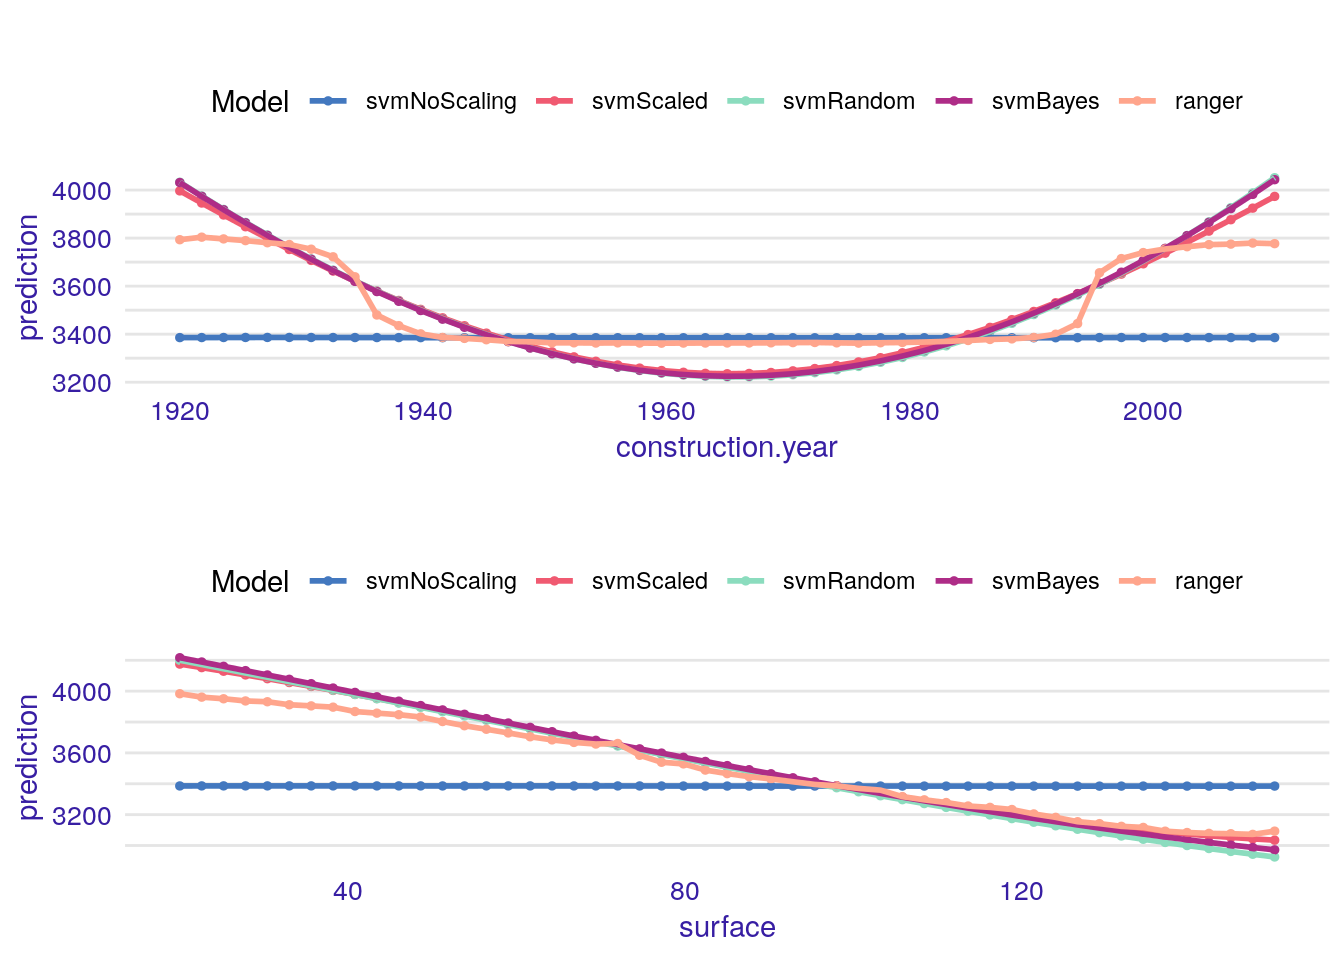 Model svmNoScaling svmScaled svmRandom svmBayes ranger
4000
3800
3600
3400
3200
prediction
1920 1940 1960 1980 2000
construction.year
Model svmNoScaling svmScaled svmRandom svmBayes ranger
4000
3600
3200
prediction
40 80 120
surface